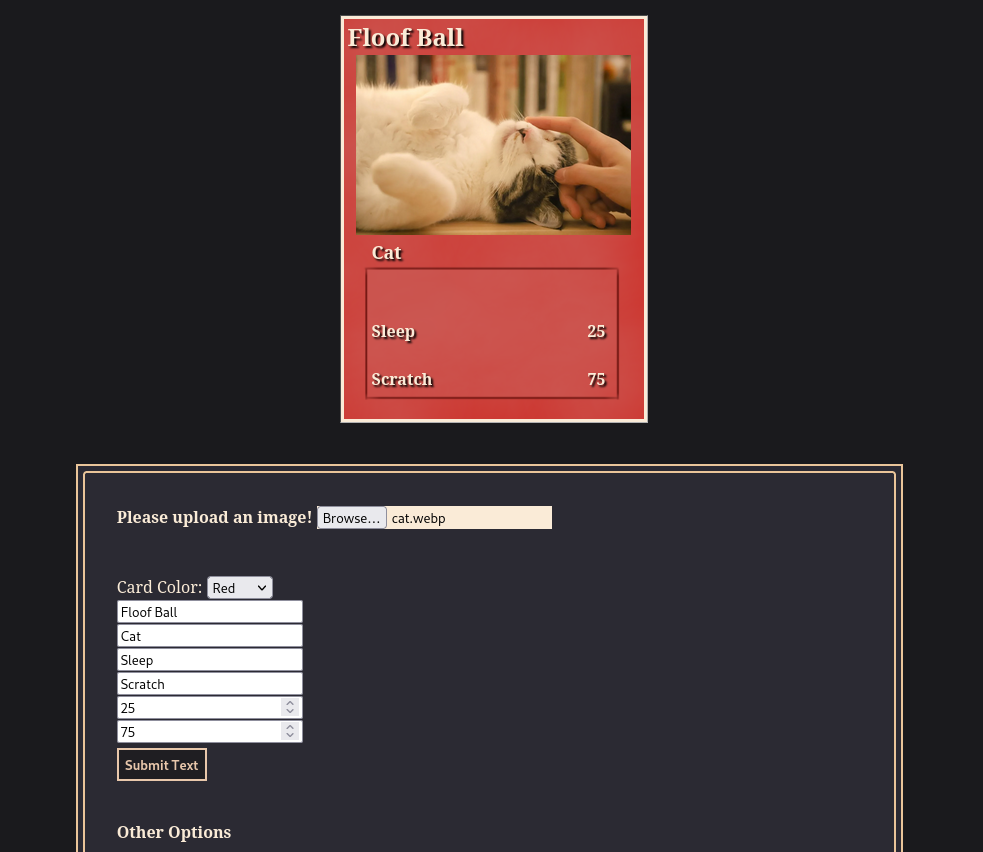 Floof Ball
Cat
Sleep 25
Scratch 75
Please upload an image! Browse... cat.webp
Card Color: Red
Floof Ball
Cat
Sleep
Scratch
25
75
Submit Text
Other Options